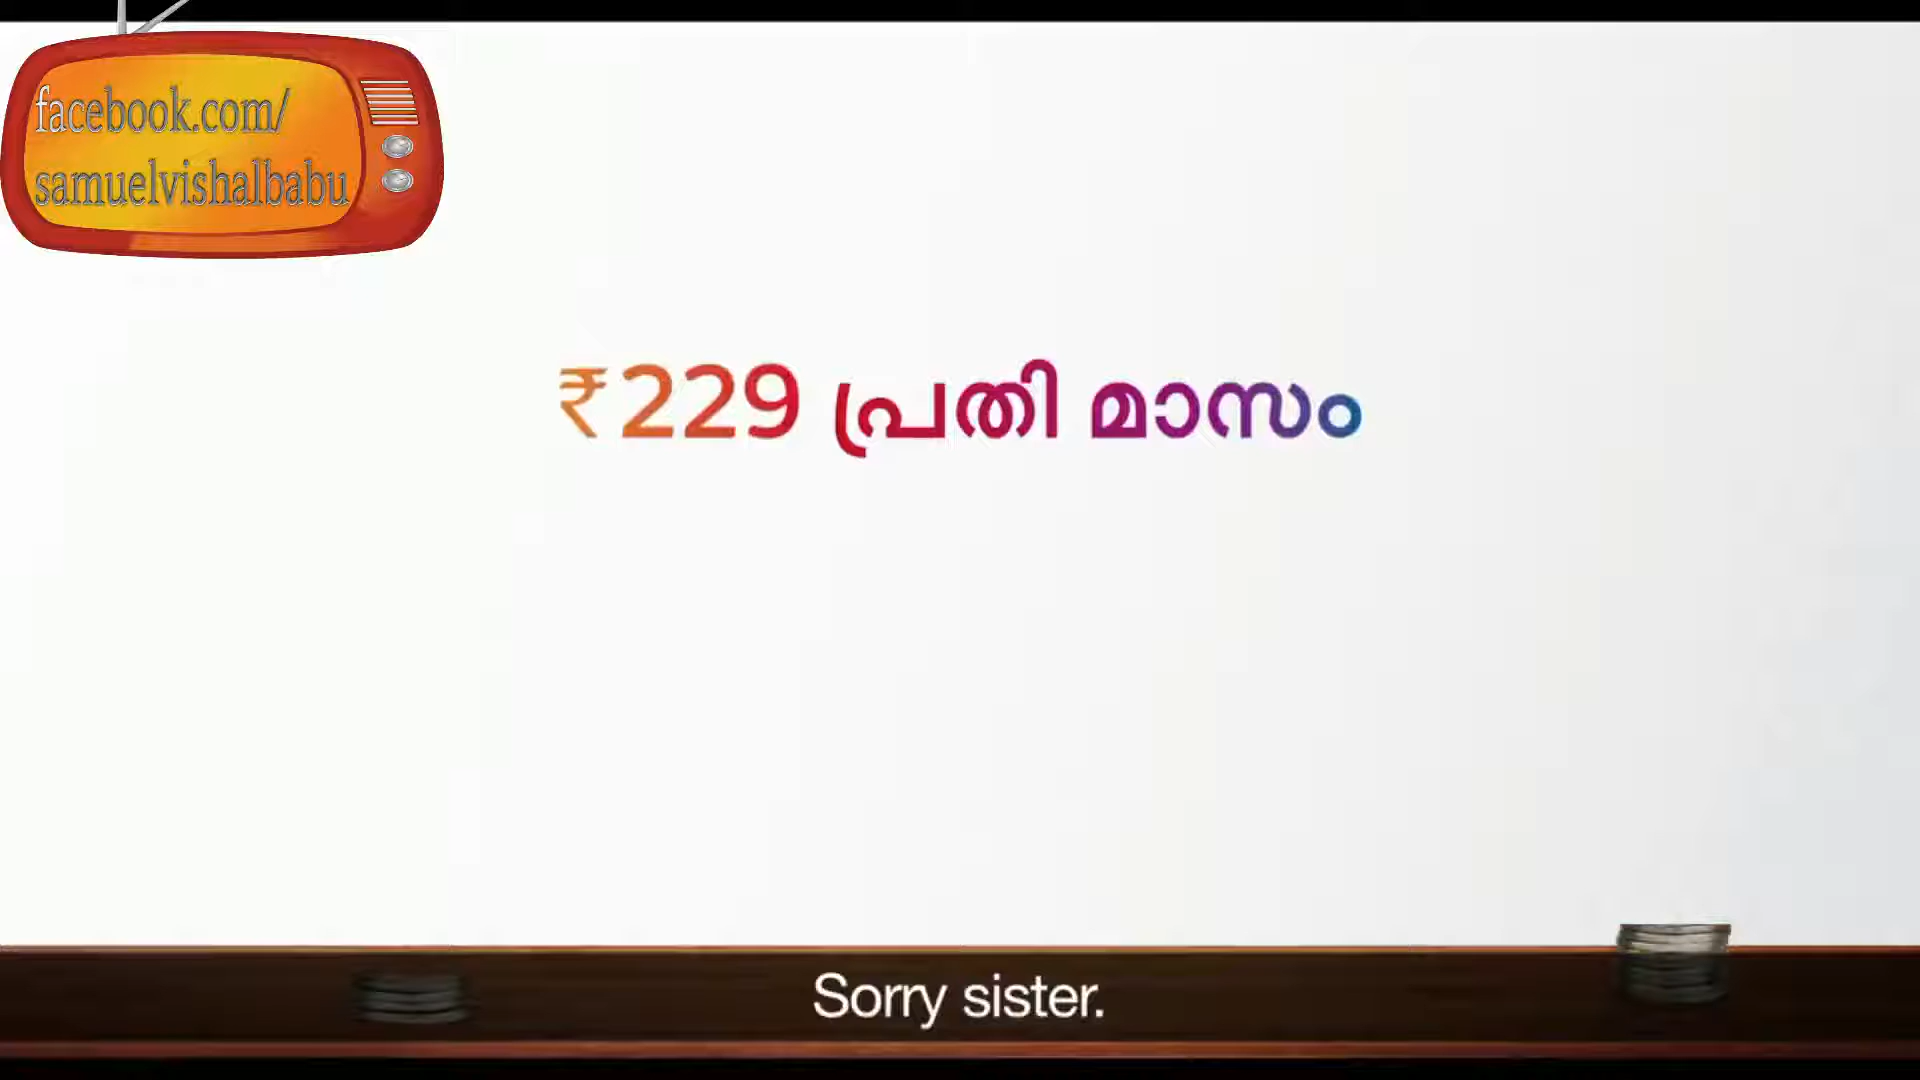 facebook.com/
samuelvishalbabu
₹229 പ്രതി മാസം
Sorry sister.